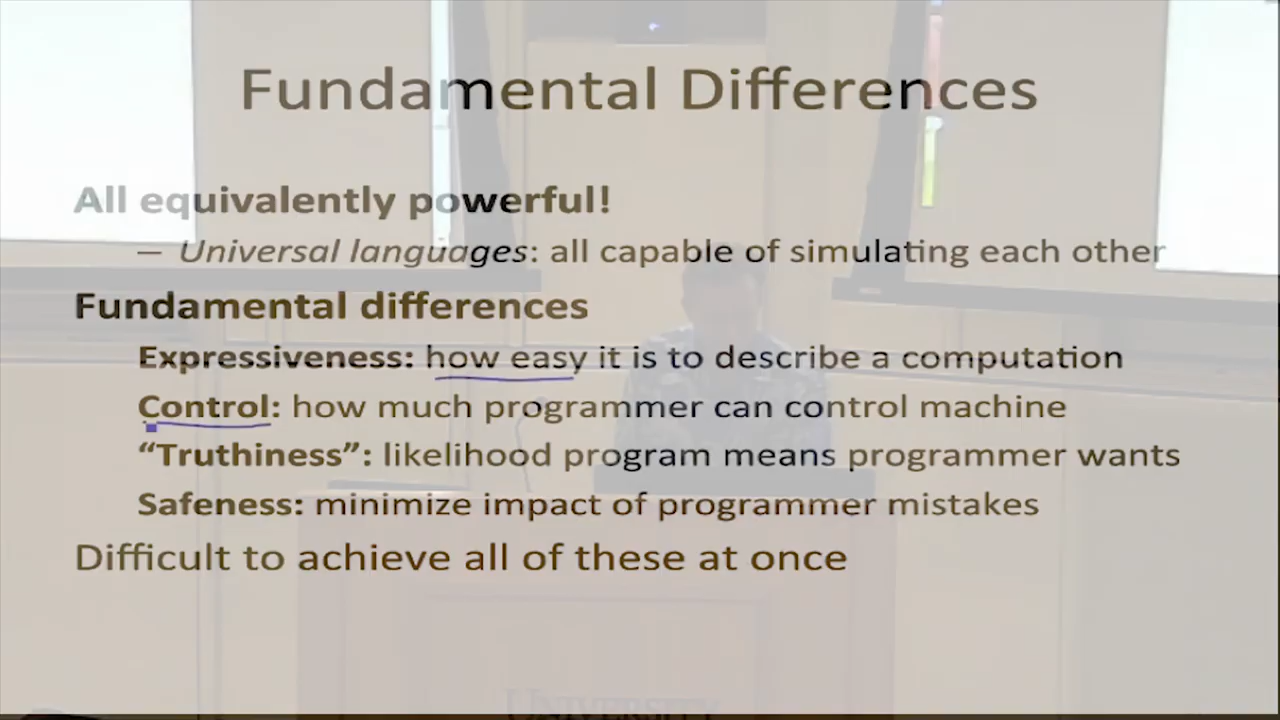 Fundamental Differences
All equivalently powerful!
– Universal languages: all capable of simulating each other
Fundamental differences
Expressiveness: how easy it is to describe a computation
Control: how much programmer can control machine
“Truthiness”: likelihood program means programmer wants
Safeness: minimize impact of programmer mistakes
Difficult to achieve all of these at once
UNIVERSITY